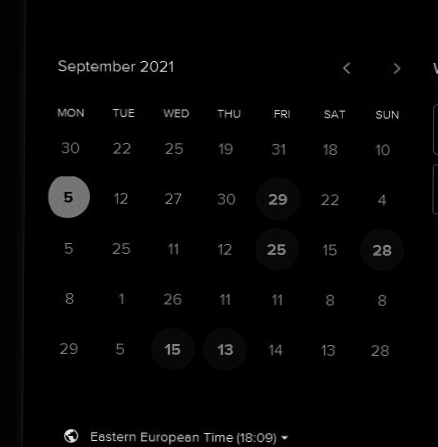 September 2021
MON TUE WED THU FRI SAT SUN
30 22 25 19 31 18 10
5 12 27 30 29 22 4
5 25 11 12 25 15 28
8 1 26 11 11 8 8
29 5 15 13 14 13 28
Eastern European Time (18:09)